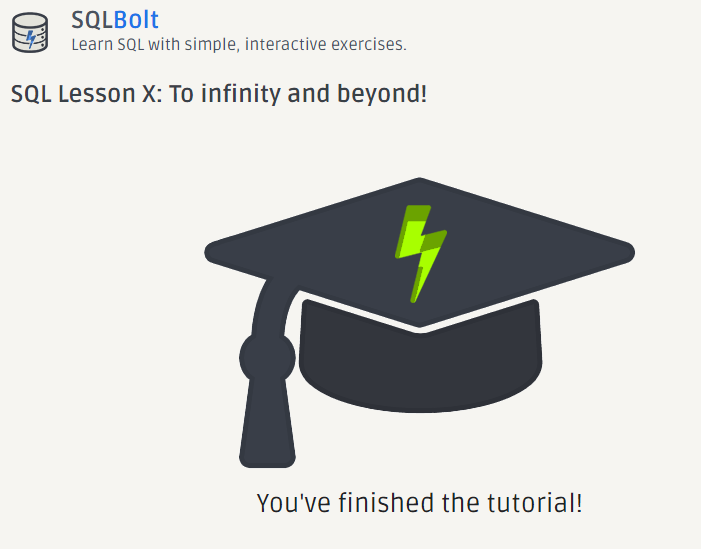 SQLBolt
Learn SQL with simple, interactive exercises.
SQL Lesson X: To infinity and beyond!
You've finished the tutorial!